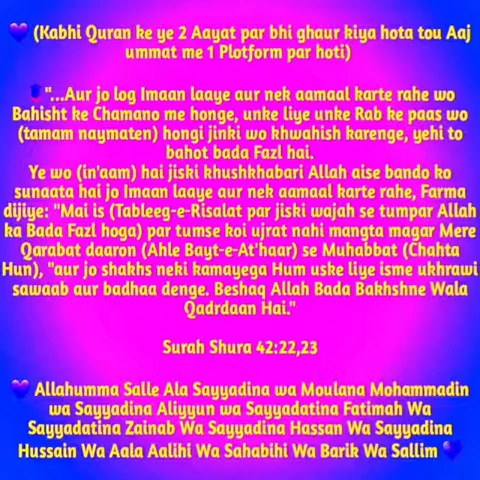 💜 (Kabhi Quran ke ye 2 Aayat par bhi ghaur kiya hota tou Aaj
ummat me 1 Plotform par hoti)
"...Aur jo log Imaan laaye aur nek aamaal karte rahe wo
Bahisht ke Chamano me honge, unke liye unke Rab ke paas wo
(tamam naymaten) hongi jinki wo khwahish karenge, yehi to
bahot bada Fazl hai.
Ye wo (in'aam) hai jiski khushkhabari Allah aise bando ko
sunaata hai jo Imaan laaye aur nek aamaal karte rahe, Farma
dijiye: "Mai is (Tableeg-e-Risalat par jiski wajah se tumpar Allah
ka Bada Fazl hoga) par tumse koi ujrat nahi mangta magar Mere
Qarabat daaron (Ahle Bayt-e-At'haar) se Muhabbat (Chahta
Hun), "aur jo shakhs neki kamayega Hum uske liye isme ukhrawi
sawaab aur badhaa denge. Beshaq Allah Bada Bakhshne Wala
Qadrdaan Hai."
Surah Shura 42:22,23
💜 Allahumma Salle Ala Sayyadina wa Moulana Mohammadin
wa Sayyadina Aliyyun wa Sayyadatina Fatimah Wa
Sayyadatina Zainab Wa Sayyadina Hassan Wa Sayyadina
Hussain Wa Aala Aalihi Wa Sahabihi Wa Barik Wa Sallim 💜